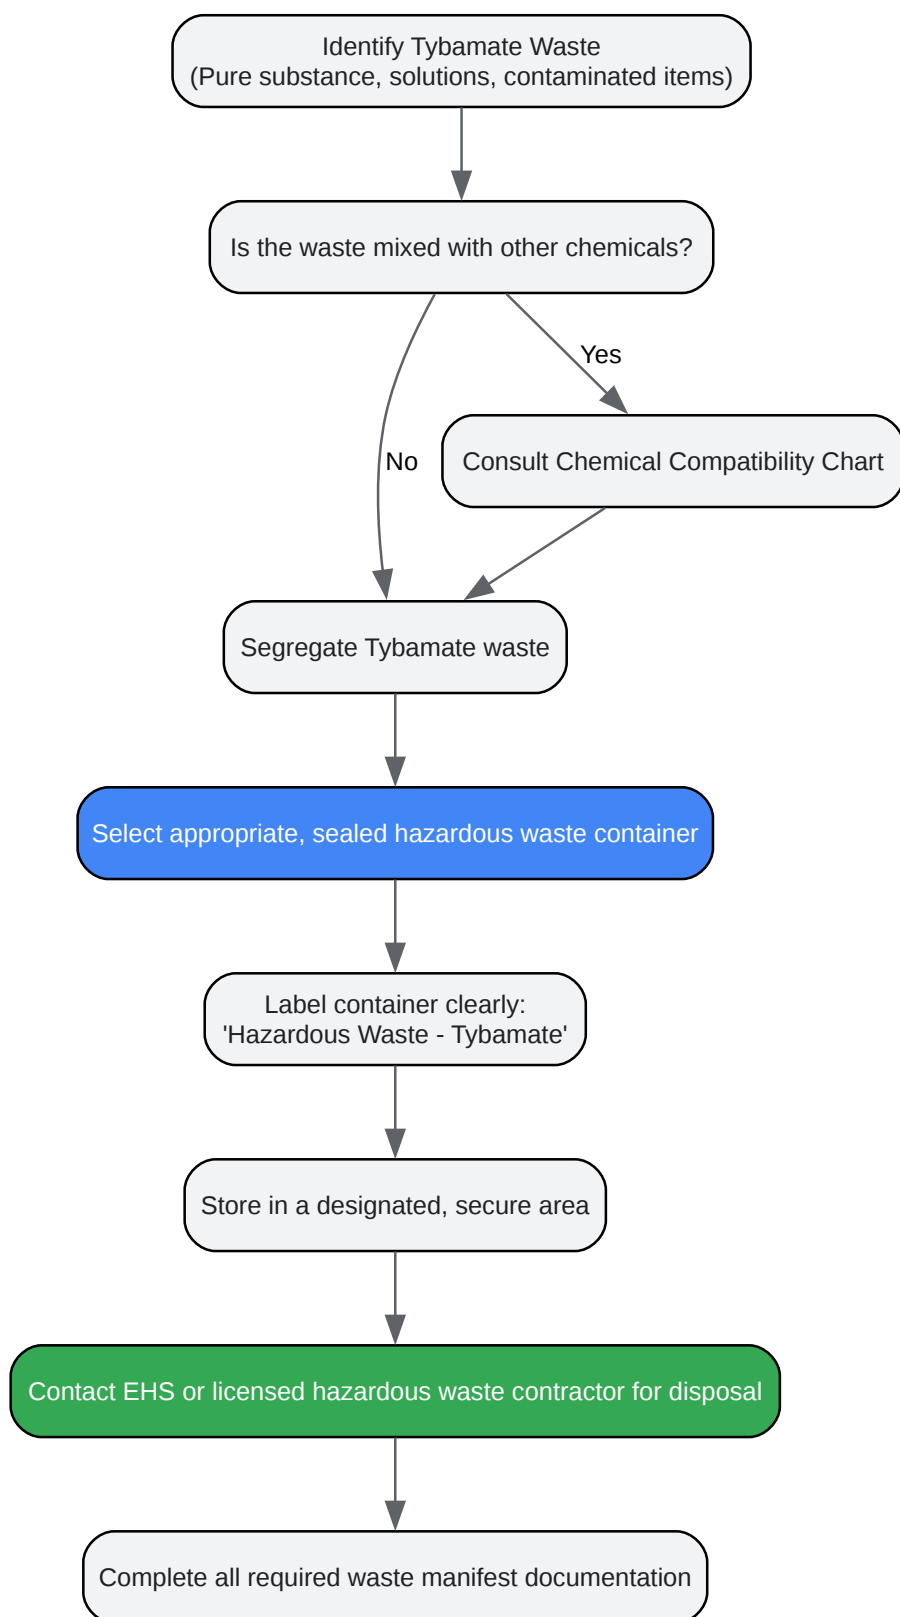 Identify Tybamate Waste
(Pure substance, solutions, contaminated items)
Is the waste mixed with other chemicals?
Yes
No
Consult Chemical Compatibility Chart
Segregate Tybamate waste
Select appropriate, sealed hazardous waste container
Label container clearly:
'Hazardous Waste - Tybamate'
Store in a designated, secure area
Contact EHS or licensed hazardous waste contractor for disposal
Complete all required waste manifest documentation